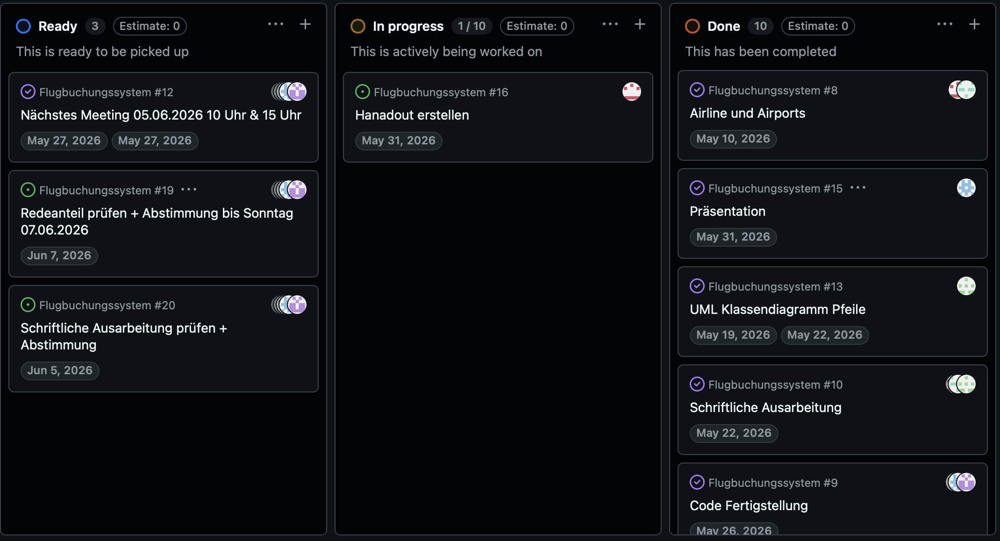 Ready 3 Estimate: 0
This is ready to be picked up
Flugbuchungssystem #12
Nächstes Meeting 05.06.2026 10 Uhr & 15 Uhr
May 27, 2026 May 27, 2026
Flugbuchungssystem #19
Redeanteil prüfen + Abstimmung bis Sonntag
07.06.2026
Jun 7, 2026
Flugbuchungssystem #20
Schriftliche Ausarbeitung prüfen +
Abstimmung
Jun 5, 2026
In progress 1 / 10 Estimate: 0
This is actively being worked on
Flugbuchungssystem #16
Hanadout erstellen
May 31, 2026
Done 10 Estimate: 0
This has been completed
Flugbuchungssystem #8
Airline und Airports
May 10, 2026
Flugbuchungssystem #15
Präsentation
May 31, 2026
Flugbuchungssystem #13
UML Klassendiagramm Pfeile
May 19, 2026 May 22, 2026
Flugbuchungssystem #10
Schriftliche Ausarbeitung
May 22, 2026
Flugbuchungssystem #9
Code Fertigstellung
May 26, 2026